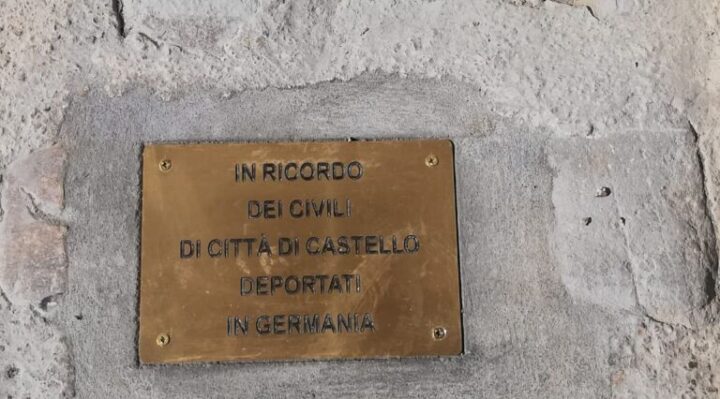 IN RICORDO
DEI CIVILI
DI CITTÀ DI CASTELLO
DEPORTATI
IN GERMANIA